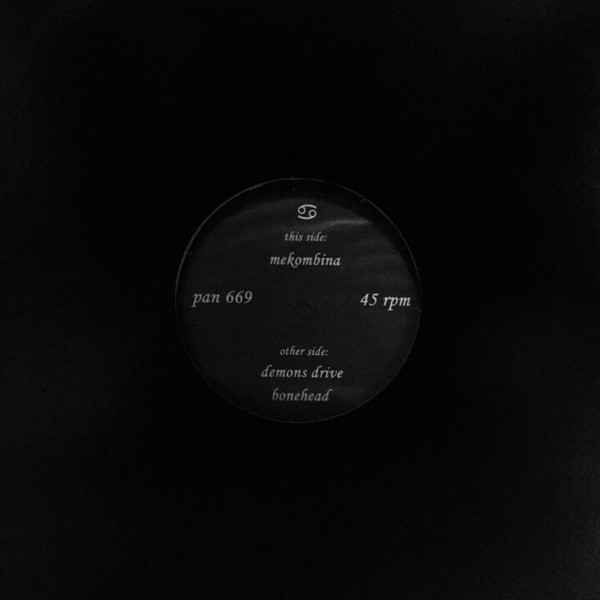 ♋
this side:
mekombina
pan 669
45 rpm
other side:
demons drive
bonehead